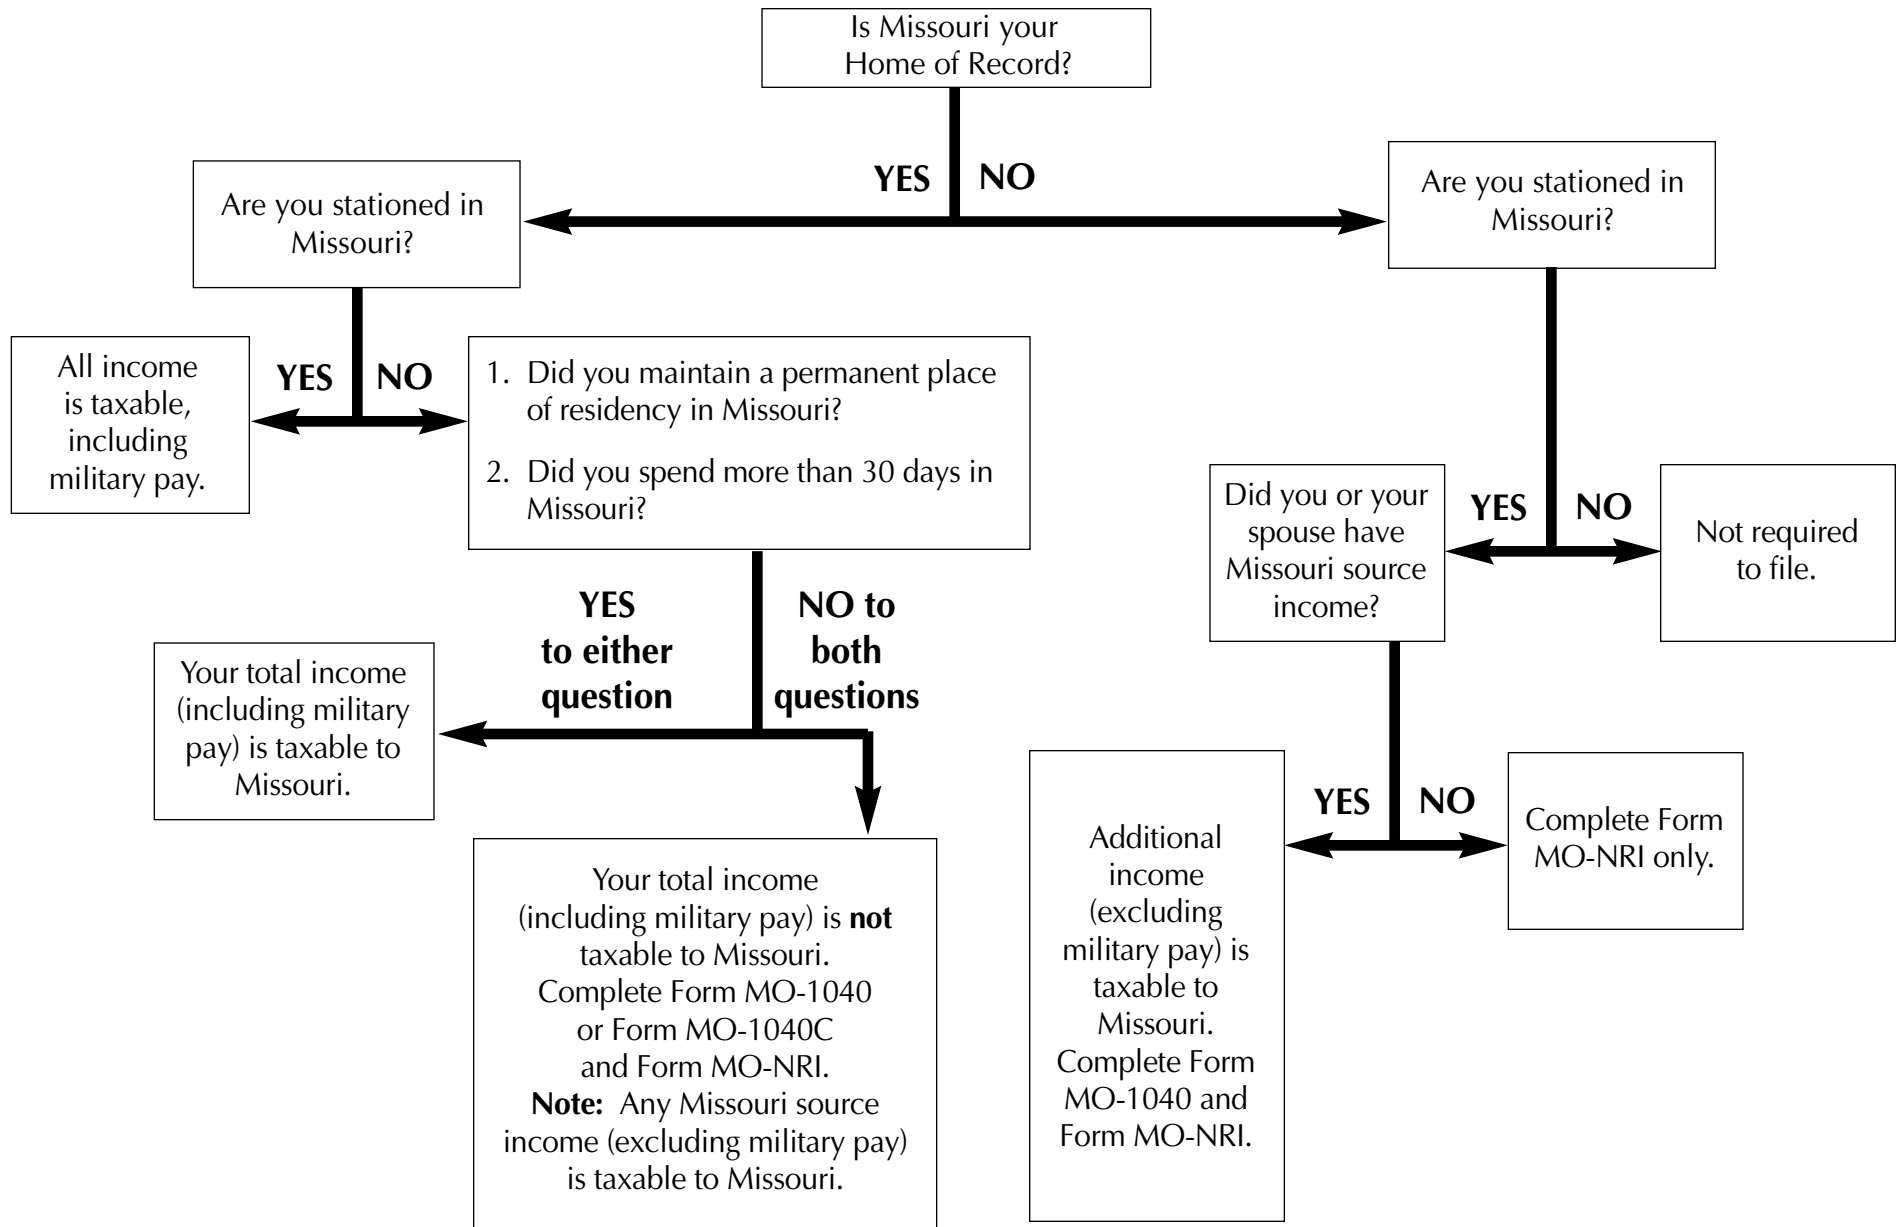 Is Missouri your
Home of Record?
YES
NO
Are you stationed in
Missouri?
Are you stationed in
Missouri?
All income
is taxable,
including
military pay.
YES
NO
1. Did you maintain a permanent place
of residency in Missouri?
2. Did you spend more than 30 days in
Missouri?
Did you or your
spouse have
Missouri source
income?
YES
NO
Not required
to file.
YES
to either
question
NO to
both
questions
Your total income
(including military
pay) is taxable to
Missouri.
Your total income
(including military pay) is not
taxable to Missouri.
Complete Form MO-1040
or Form MO-1040C
and Form MO-NRI.
Note: Any Missouri source
income (excluding military pay)
is taxable to Missouri.
YES
NO
Additional
income
(excluding
military pay) is
taxable to
Missouri.
Complete Form
MO-1040 and
Form MO-NRI.
Complete Form
MO-NRI only.